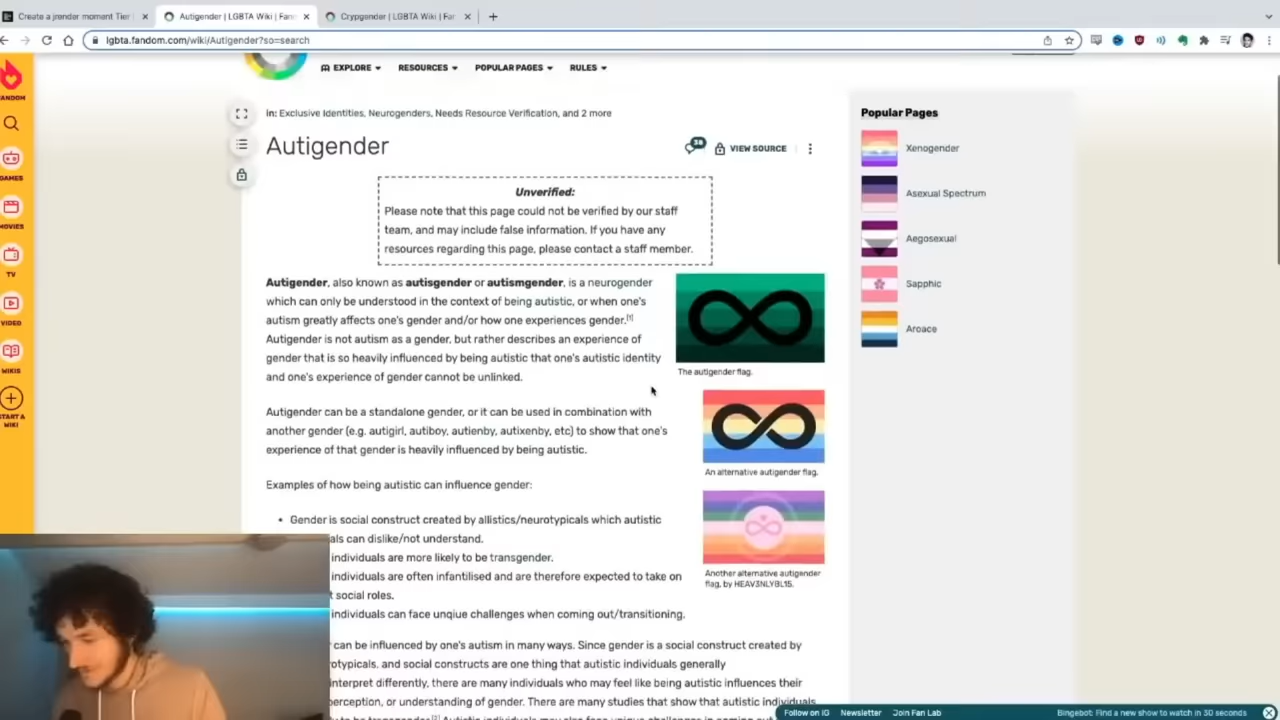 Create a jrender moment Tier
Autigender | LGBTA Wiki | Fan
Crypgender | LGBTA Wiki | Far
lgbta.fandom.com/wiki/Autigender?so=search
FANDOM
GAMES
MOVIES
TV
VIDEO
WIKIS
START A
WIKI
EXPLORE
RESOURCES
POPULAR PAGES
RULES
in: Exclusive Identities, Neurogenders, Needs Resource Verification, and 2 more
Autigender
38
VIEW SOURCE
Unverified:
Please note that this page could not be verified by our staff
team, and may include false information. If you have any
resources regarding this page, please contact a staff member.
Autigender, also known as autisgender or autismgender, is a neurogender
which can only be understood in the context of being autistic, or when one's
autism greatly affects one's gender and/or how one experiences gender.[1]
Autigender is not autism as a gender, but rather describes an experience of
gender that is so heavily influenced by being autistic that one's autistic identity
and one's experience of gender cannot be unlinked.
The autigender flag.
Autigender can be a standalone gender, or it can be used in combination with
another gender (e.g. autigirl, autiboy, autienby, autixenby, etc) to show that one's
experience of that gender is heavily influenced by being autistic.
An alternative autigender flag.
Examples of how being autistic can influence gender:
• Gender is social construct created by allistics/neurotypicals which autistic
als can dislike/not understand.
individuals are more likely to be transgender.
individuals are often infantilised and are therefore expected to take on
t social roles.
individuals can face unqiue challenges when coming out/transitioning.
Another alternative autigender
flag, by HEAV3NLYBL15.
can be influenced by one's autism in many ways. Since gender is a social construct created by
rotypicals, and social constructs are one thing that autistic individuals generally
interpret differently, there are many individuals who may feel like being autistic influences their
perception, or understanding of gender. There are many studies that show that autistic individuals
Popular Pages
Xenogender
Asexual Spectrum
Aegosexual
Sapphic
Aroace
Follow on IG
Newsletter
Join Fan Lab
Bingebot: Find a new show to watch in 30 seconds